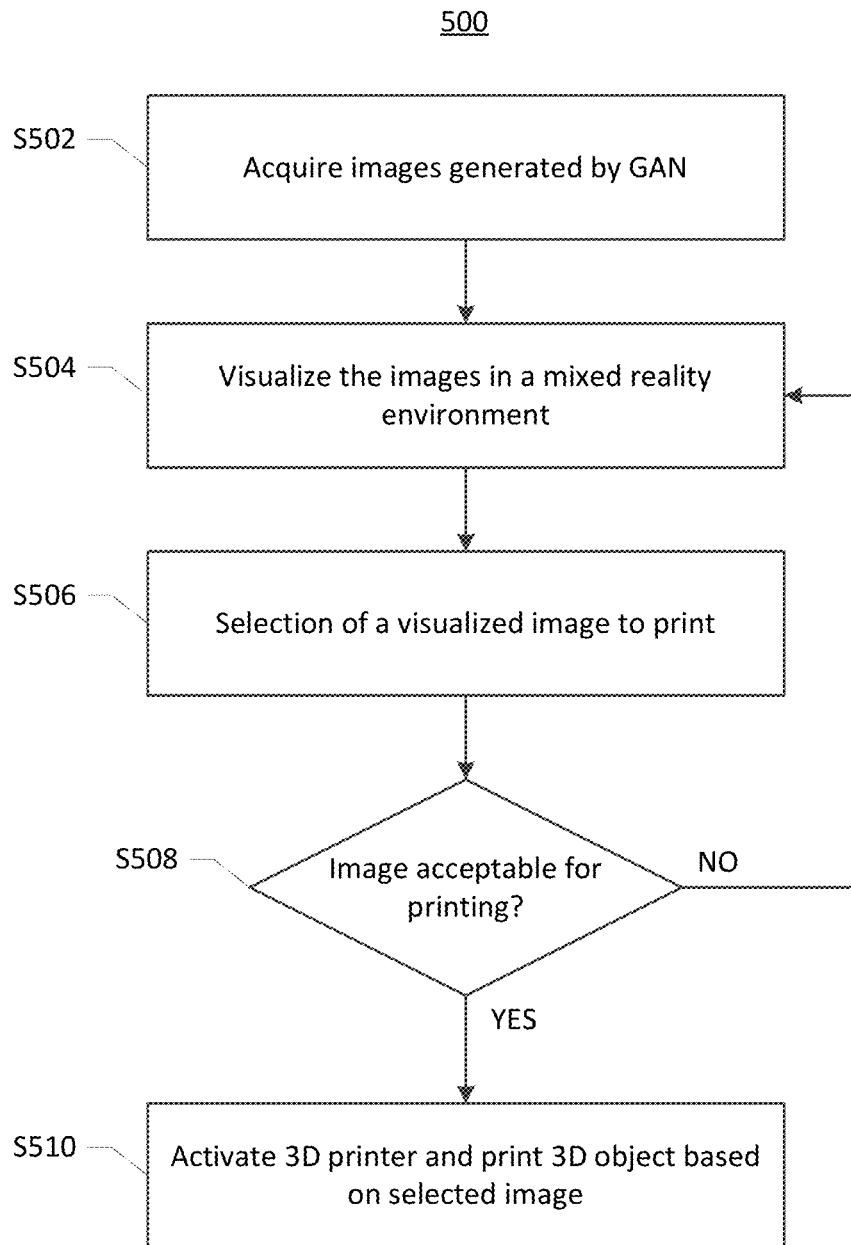 500
S502
Acquire images generated by GAN
S504
Visualize the images in a mixed reality
environment
S506
Selection of a visualized image to print
S508
Image acceptable for
printing?
NO
YES
S510
Activate 3D printer and print 3D object based
on selected image